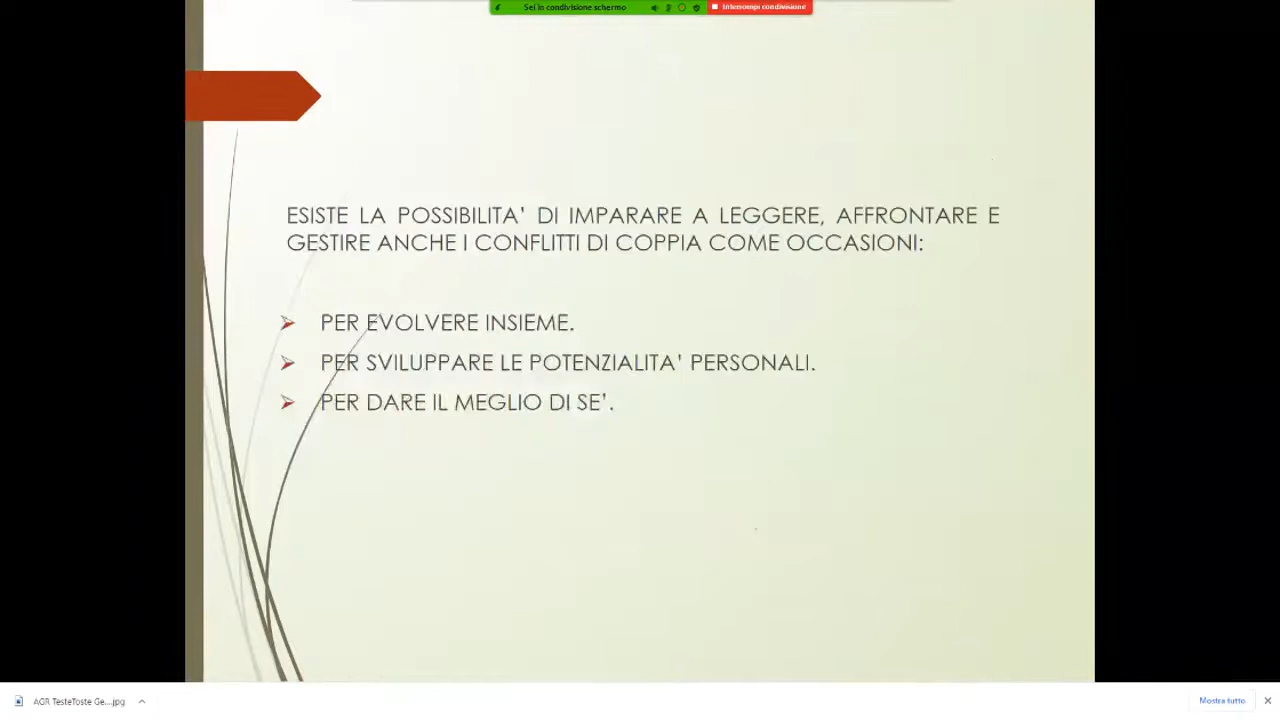 Sei in condivisione schermo
Interrompi condivisione
ESISTE LA POSSIBILITA' DI IMPARARE A LEGGERE, AFFRONTARE E
GESTIRE ANCHE I CONFLITTI DI COPPIA COME OCCASIONI:
PER EVOLVERE INSIEME.
PER SVILUPPARE LE POTENZIALITA' PERSONALI.
PER DARE IL MEGLIO DI SE'.
AGR TesteToste Ge....jpg
Mostra tutto